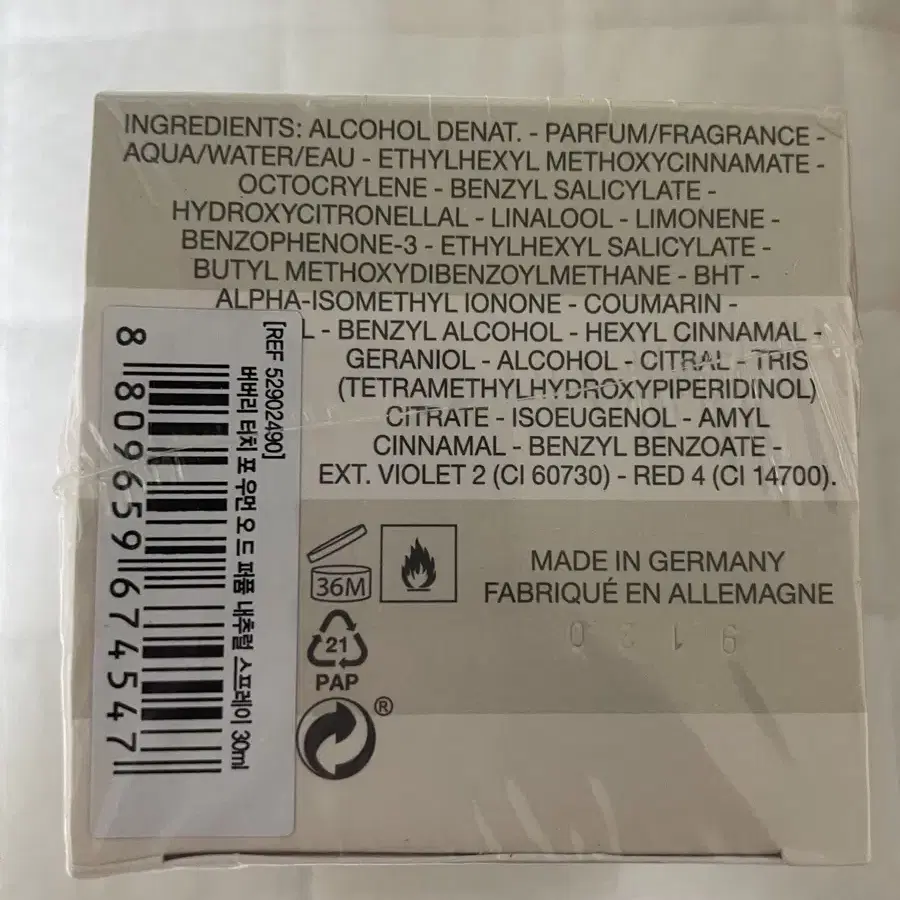 INGREDIENTS: ALCOHOL DENAT. - PARFUM/FRAGRANCE -
AQUA/WATER/EAU - ETHYLHEXYL METHOXYCINNAMATE -
OCTOCRYLENE - BENZYL SALICYLATE -
HYDROXYCITRONELLAL - LINALOOL - LIMONENE -
BENZOPHENONE-3 - ETHYLHEXYL SALICYLATE -
BUTYL METHOXYDIBENZOYLMETHANE - BHT -
ALPHA-ISOMETHYL IONONE - COUMARIN -
L - BENZYL ALCOHOL - HEXYL CINNAMAL -
GERANIOL - ALCOHOL - CITRAL - TRIS
(TETRAMETHYLHYDROXYPIPERIDINOL)
CITRATE - ISOEUGENOL - AMYL
CINNAMAL - BENZYL BENZOATE -
EXT. VIOLET 2 (CI 60730) - RED 4 (CI 14700).
[REF 52902490]
버버리 터치 포 우먼 오 드 퍼퓸 내추럴 스프레이 30ml
8 809659 674547
36M
21
PAP
®
MADE IN GERMANY
FABRIQUÉ EN ALLEMAGNE